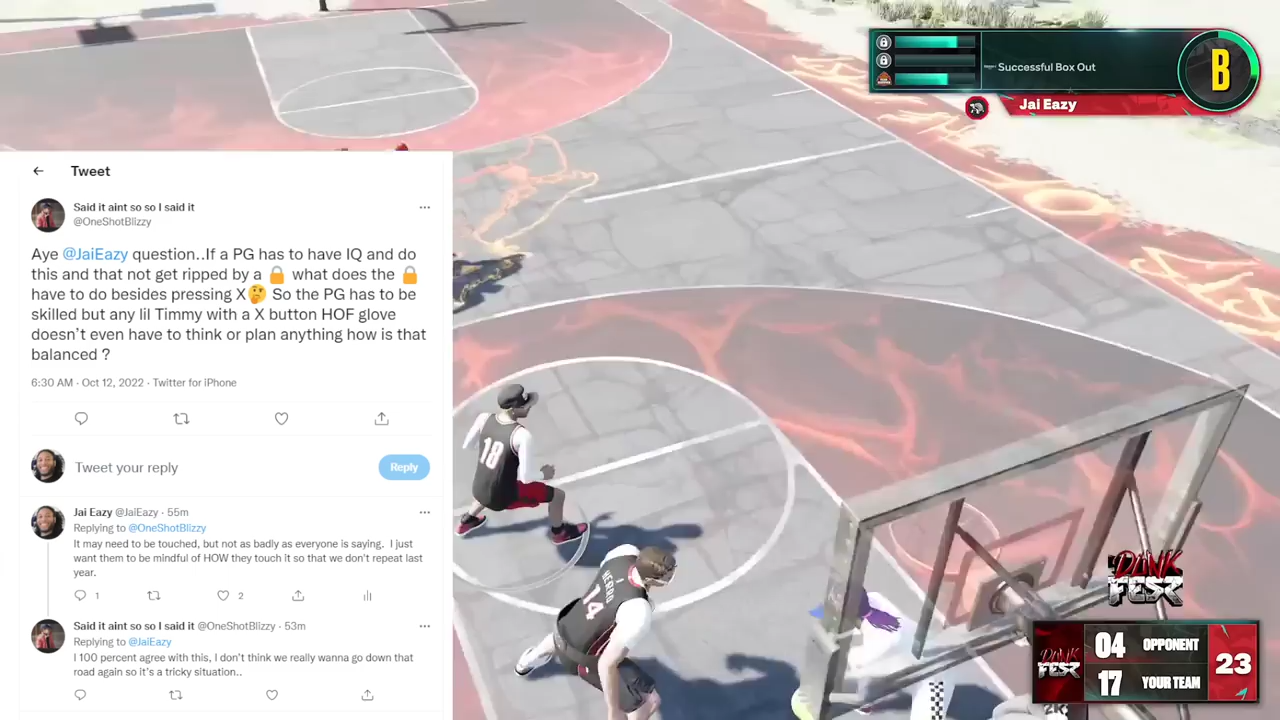 Successful Box Out
B
Jai Eazy
Tweet
Said it aint so so I said it
@OneShotBlizzy
Aye @JaiEazy question..If a PG has to have IQ and do
this and that not get ripped by a 🔒 what does the 🔒
have to do besides pressing X🤔 So the PG has to be
skilled but any lil Timmy with a X button HOF glove
doesn't even have to think or plan anything how is that
balanced ?
6:30 AM · Oct 12, 2022 · Twitter for iPhone
Tweet your reply
Reply
Jai Eazy @JaiEazy · 55m
Replying to @OneShotBlizzy
It may need to be touched, but not as badly as everyone is saying.  I just
want them to be mindful of HOW they touch it so that we don't repeat last
year.
1
2
Said it aint so so I said it @OneShotBlizzy · 53m
Replying to @JaiEazy
I 100 percent agree with this, I don't think we really wanna go down that
road again so it's a tricky situation..
18
HERRO
14
DUNK
FEST
DUNK
FEST
04 OPPONENT
17 YOUR TEAM
23